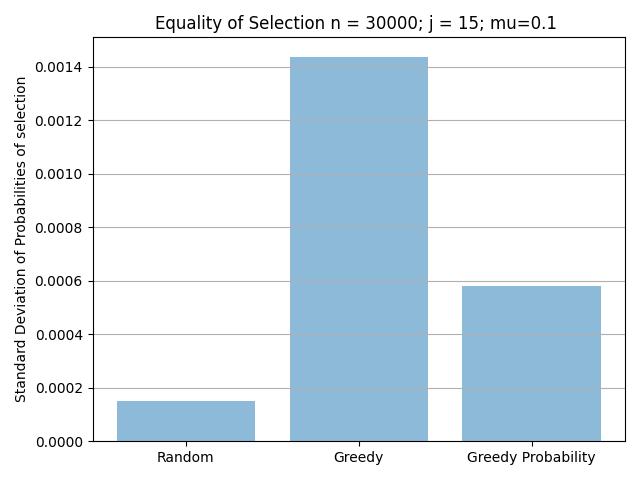 Equality of Selection n = 30000; j = 15; mu=0.1
Standard Deviation of Probabilities of selection
0.0014
0.0012
0.0010
0.0008
0.0006
0.0004
0.0002
0.0000
Random Greedy Greedy Probability